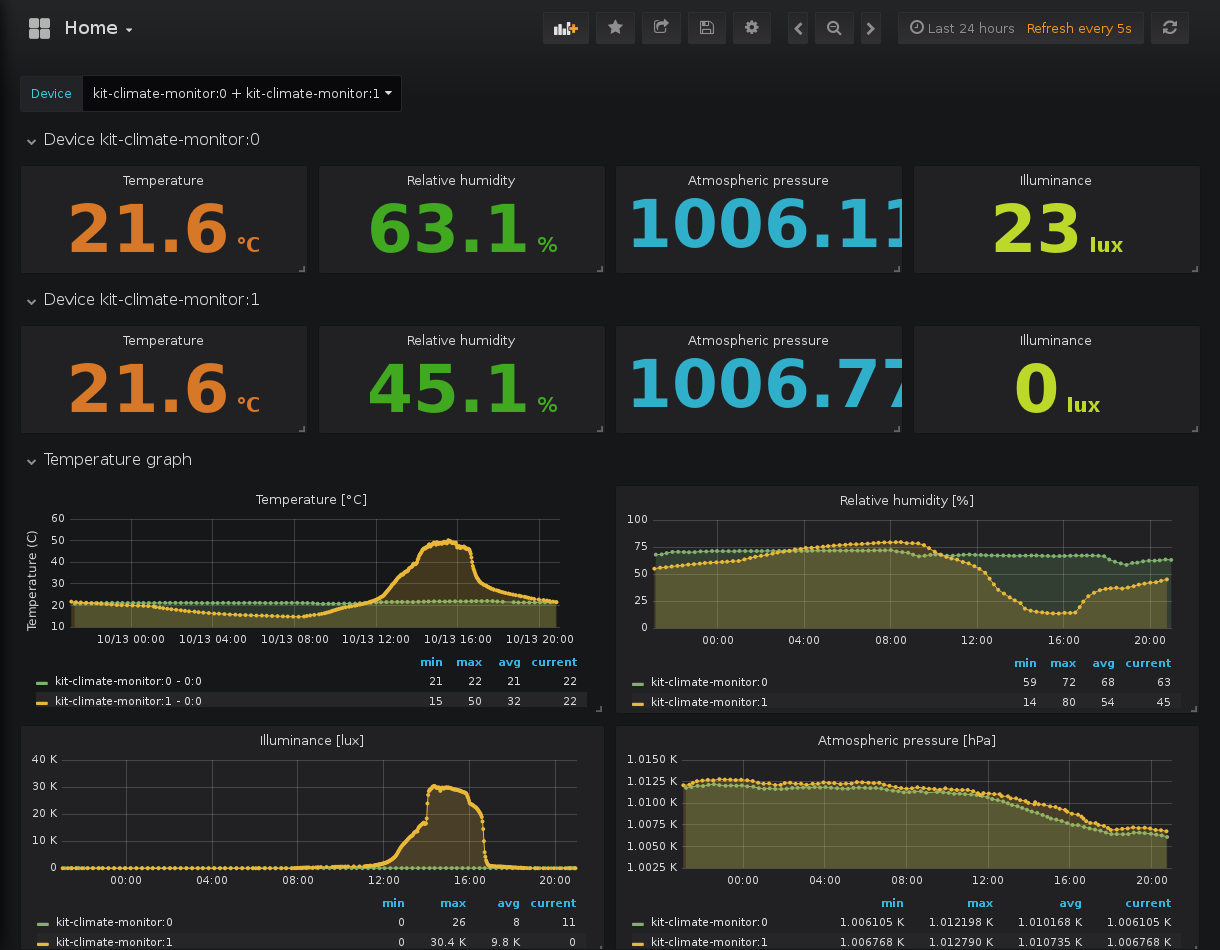 Home
Last 24 hours Refresh every 5s
Device kit-climate-monitor:0 + kit-climate-monitor:1
Device kit-climate-monitor:0
Temperature Relative humidity Atmospheric pressure Illuminance
21.6 °C 63.1 % 1006.11 23 lux
Device kit-climate-monitor:1
Temperature Relative humidity Atmospheric pressure Illuminance
21.6 °C 45.1 % 1006.77 0 lux
Temperature graph
Temperature [°C]
Temperature (C)
60
50
40
30
20
10
10/13 00:00 10/13 04:00 10/13 08:00 10/13 12:00 10/13 16:00 10/13 20:00
min max avg current
kit-climate-monitor:0 - 0:0 21 22 21 22
kit-climate-monitor:1 - 0:0 15 50 32 22
Relative humidity [%]
100
75
50
25
0
00:00 04:00 08:00 12:00 16:00 20:00
min max avg current
kit-climate-monitor:0 59 72 68 63
kit-climate-monitor:1 14 80 54 45
Illuminance [lux]
40 K
30 K
20 K
10 K
0
00:00 04:00 08:00 12:00 16:00 20:00
min max avg current
kit-climate-monitor:0 0 26 8 11
kit-climate-monitor:1 0 30.4 K 9.8 K 0
Atmospheric pressure [hPa]
1.0150 K
1.0125 K
1.0100 K
1.0075 K
1.0050 K
1.0025 K
00:00 04:00 08:00 12:00 16:00 20:00
min max avg current
kit-climate-monitor:0 1.006105 K 1.012198 K 1.010168 K 1.006105 K
kit-climate-monitor:1 1.006768 K 1.012790 K 1.010735 K 1.006768 K